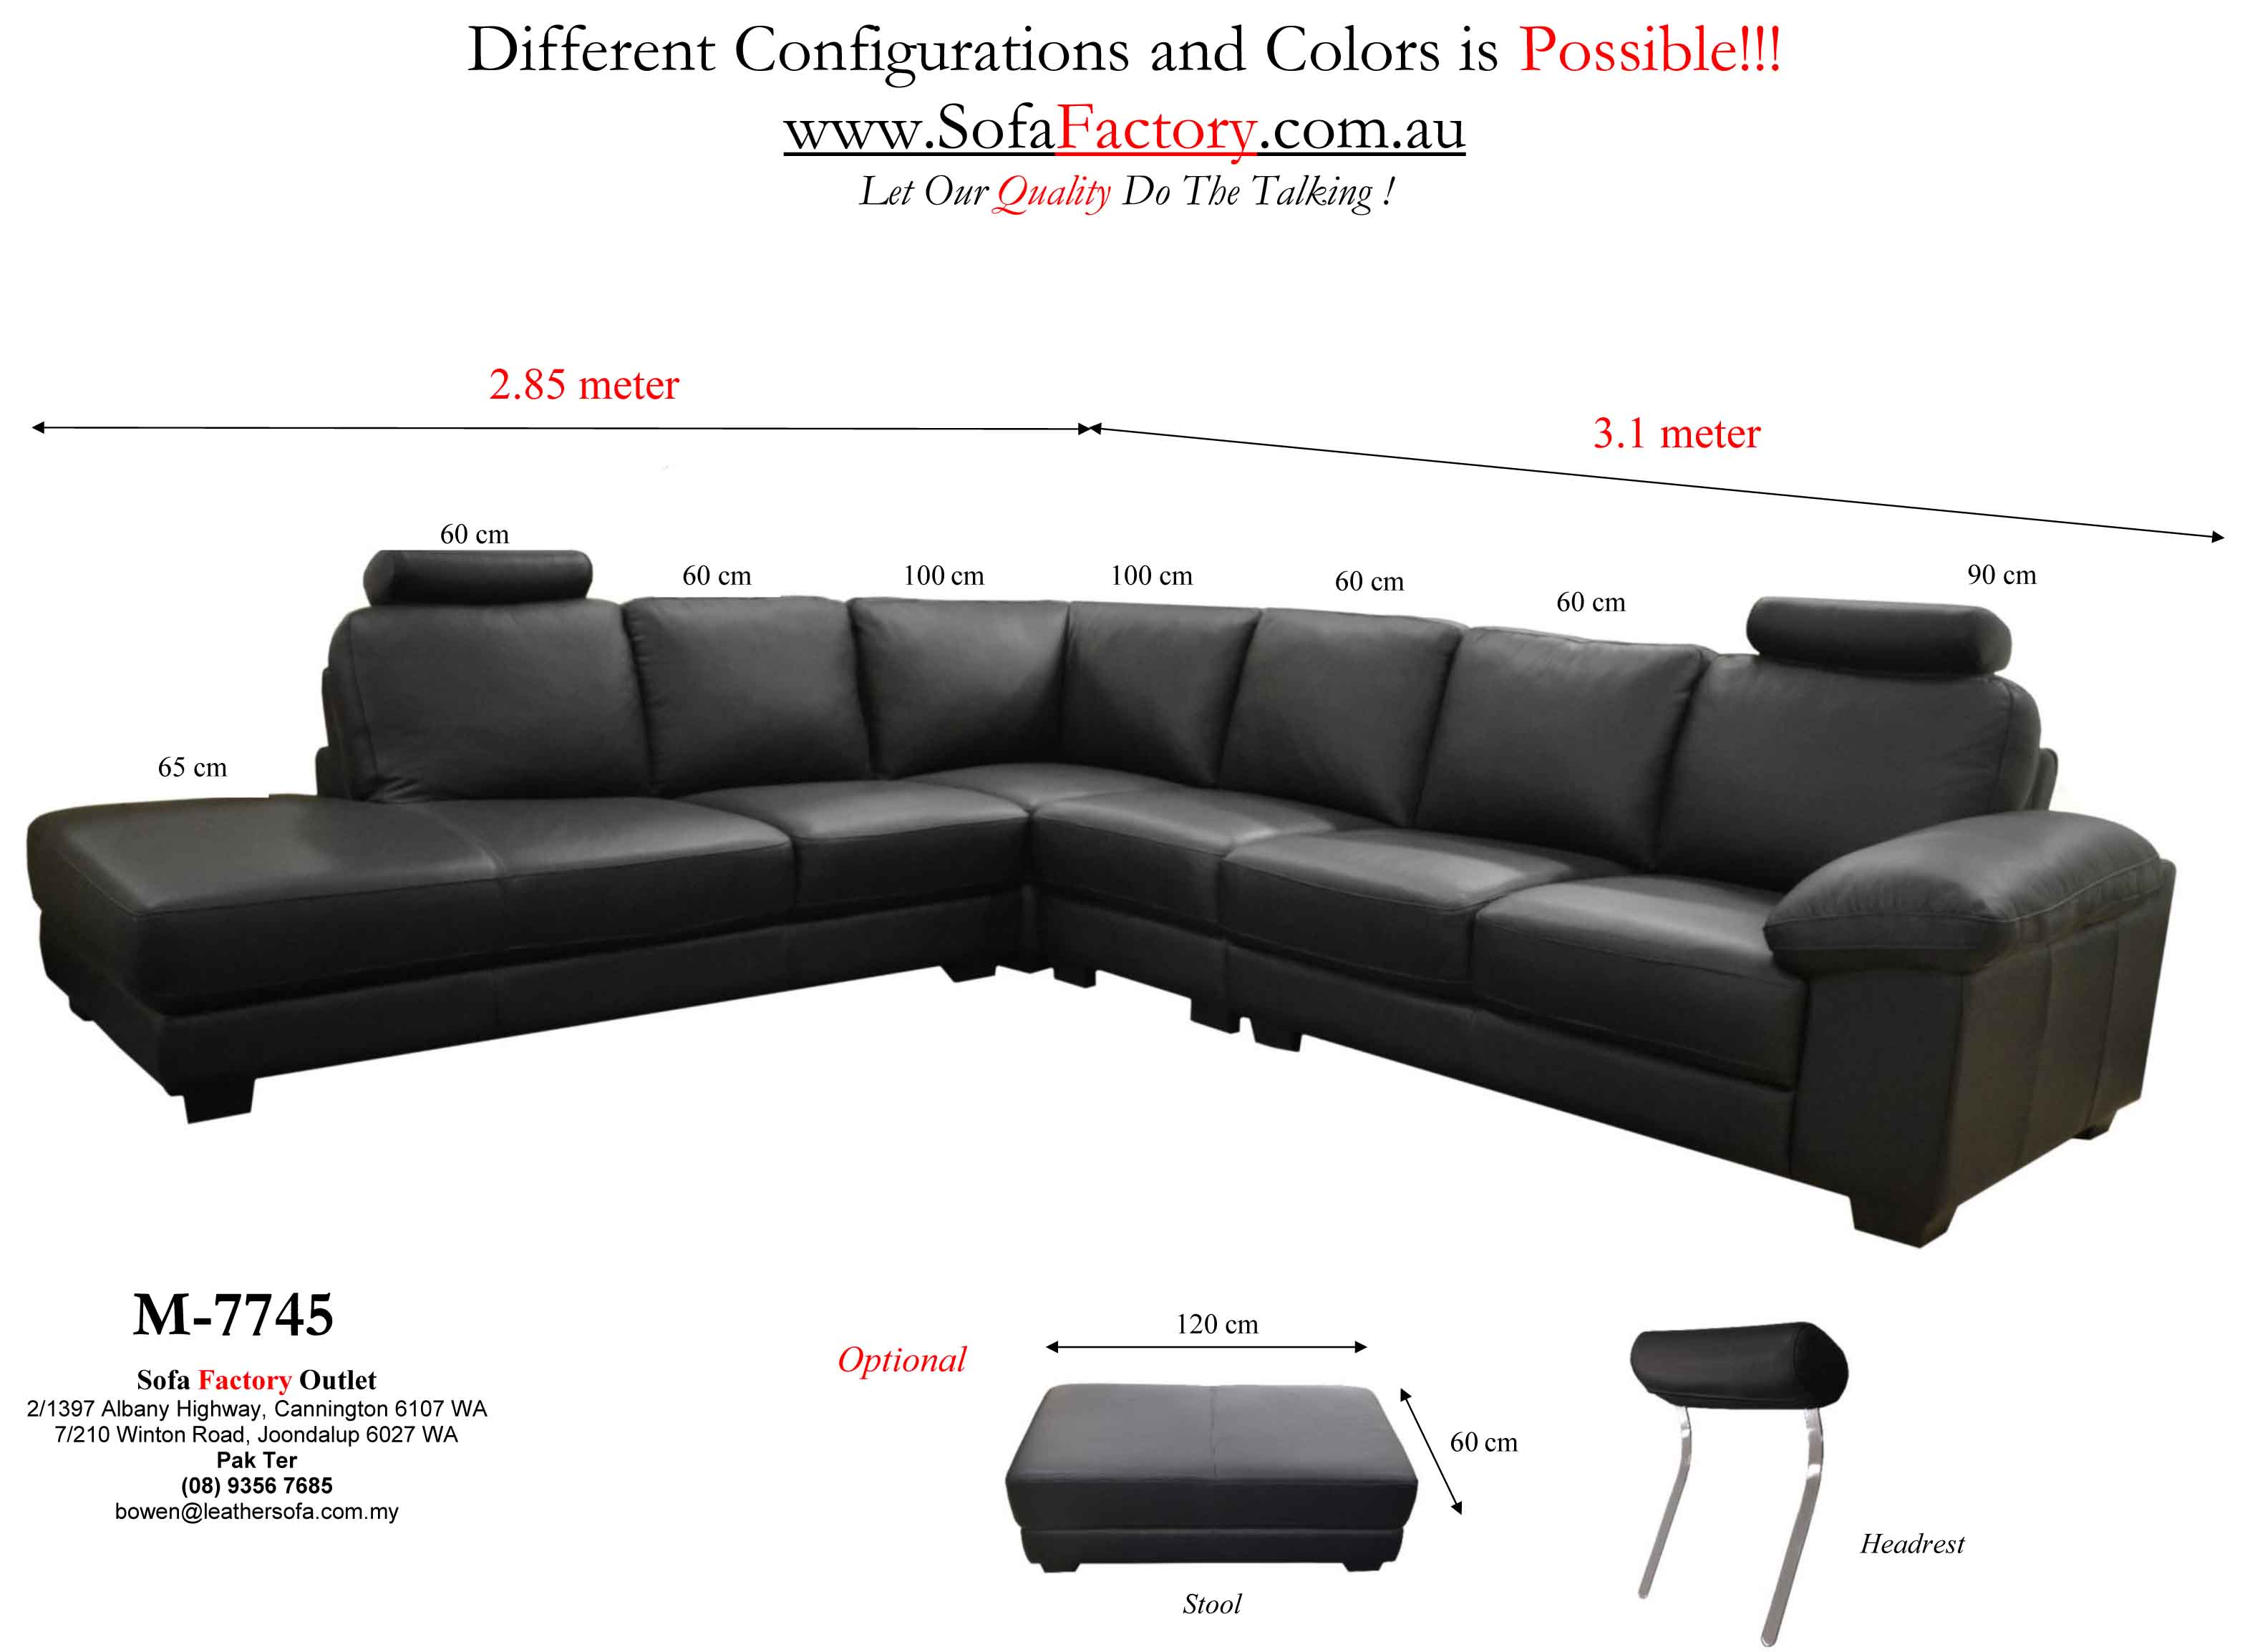 Different Configurations and Colors is Possible!!!
www.SofaFactory.com.au
Let Our Quality Do The Talking !
2.85 meter
3.1 meter
60 cm
60 cm
100 cm
100 cm
60 cm
60 cm
90 cm
65 cm
M-7745
Sofa Factory Outlet
2/1397 Albany Highway, Cannington 6107 WA
7/210 Winton Road, Joondalup 6027 WA
Pak Ter
(08) 9356 7685
bowen@leathersofa.com.my
Optional
120 cm
60 cm
Stool
Headrest